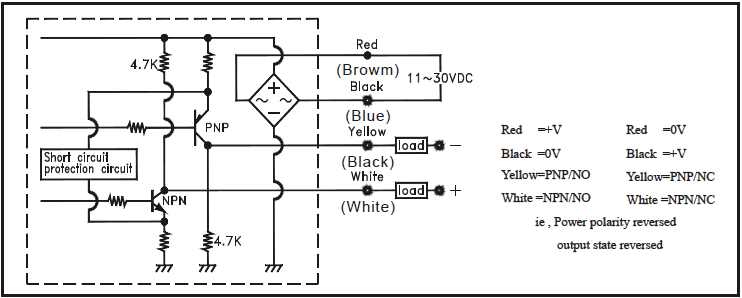 4.7K
PNP
Short circuit
protection circuit
NPN
4.7K
+
~ ~
−
Red
(Browm)
11~30VDC
Black
(Blue)
Yellow
load −
(Black)
White
load +
(White)
Red =+V
Black =0V
Yellow=PNP/NO
White =NPN/NO
Red =0V
Black =+V
Yellow=PNP/NC
White =NPN/NC
ie , Power polarity reversed
output state reversed